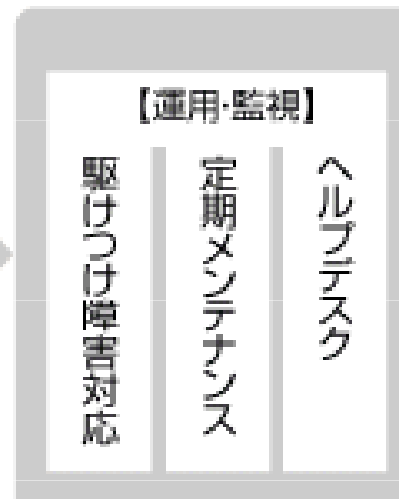 【運用・監視】
ヘルプデスク
定期メンテナンス
駆けつけ障害対応